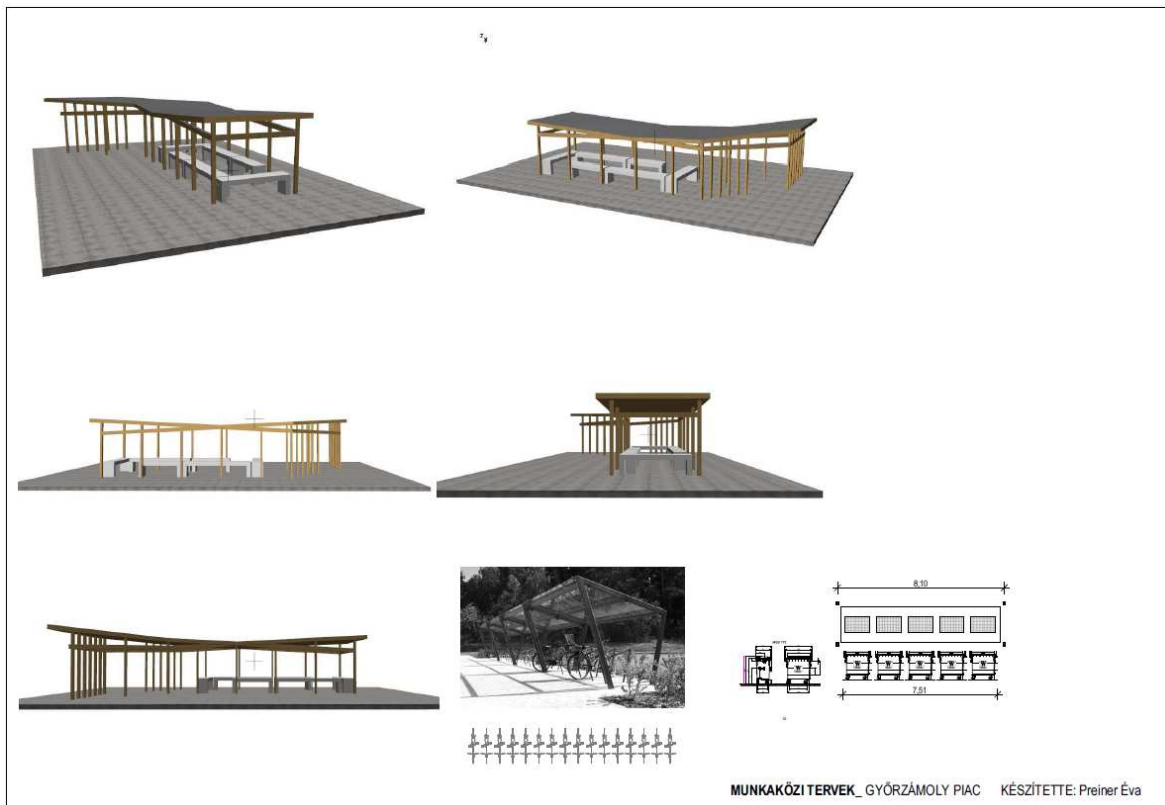 8,10
7,51
MUNKAKÖZI TERVEK_ GYŐRZÁMOLY PIAC KÉSZÍTETTE: Preiner Éva